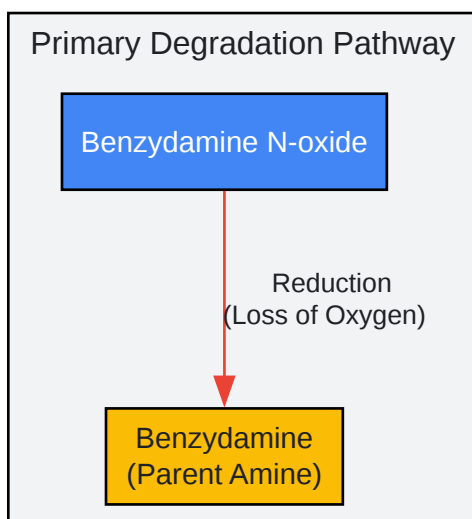 Primary Degradation Pathway
Benzydamine N-oxide
Reduction
(Loss of Oxygen)
Benzydamine
(Parent Amine)